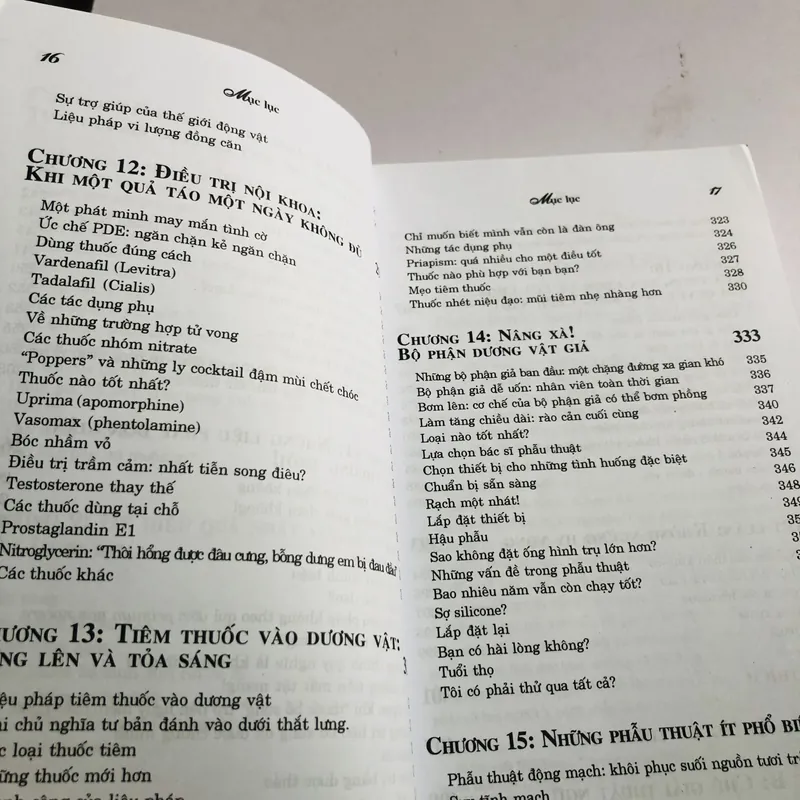 16
Mục lục
Sự trợ giúp của thế giới động vật
Liệu pháp vi lượng đồng căn
CHƯƠNG 12: ĐIỀU TRỊ NỘI KHOA:
KHI MỘT QUẢ TÁO MỘT NGÀY KHÔNG ĐỦ
Một phát minh may mắn tình cờ
Ức chế PDE: ngăn chặn kẻ ngăn chặn
Dùng thuốc đúng cách
Vardenafil (Levitra)
Tadalafil (Cialis)
Các tác dụng phụ
Về những trường hợp tử vong
Các thuốc nhóm nitrate
“Poppers” và những ly cocktail đậm mùi chết chóc
Thuốc nào tốt nhất?
Uprima (apomorphine)
Vasomax (phentolamine)
Bóc nhầm vỏ
Điều trị trầm cảm: nhất tiễn song điêu?
Testosterone thay thế
Các thuốc dùng tại chỗ
Prostaglandin E1
Nitroglycerin: “Thôi hổng được đâu cưng, bỗng dưng em bị đau đầu”
Các thuốc khác
HƯƠNG 13: TIÊM THUỐC VÀO DƯƠNG VẬT:
LÊN VÀ TỎA SÁNG
pháp tiêm thuốc vào dương vật
chủ nghĩa tư bản đánh vào dưới thắt lưng.
loại thuốc tiêm
thuốc mới hơn
của liệu pháp
Mục lục
17
Chỉ muốn biết mình vẫn còn là đàn ông 323
Những tác dụng phụ 324
Priapism: quá nhiều cho một điều tốt 326
Thuốc nào phù hợp với bạn bạn? 327
Mẹo tiêm thuốc 328
Thuốc nhét niệu đạo: mũi tiêm nhẹ nhàng hơn 330
CHƯƠNG 14: NÂNG XÀ!
BỘ PHẬN DƯƠNG VẬT GIẢ 333
Những bộ phận giả ban đầu: một chặng đường xa gian khó 335
Bộ phận giả dễ uốn: nhân viên toàn thời gian 336
Bơm lên: cơ chế của bộ phận giả có thể bơm phồng 337
Làm tăng chiều dài: rào cản cuối cùng 340
Loại nào tốt nhất? 342
Lựa chọn bác sĩ phẫu thuật 344
Chọn thiết bị cho những tình huống đặc biệt 345
Chuẩn bị sẵn sàng 346
Rạch một nhát! 348
Lắp đặt thiết bị
Hậu phẫu
Sao không đặt ống hình trụ lớn hơn?
Những vấn đề trong phẫu thuật
Bao nhiêu năm vẫn còn chạy tốt?
Sợ silicone?
Lắp đặt lại
Bạn có hài lòng không?
Tuổi thọ
Tôi có phải thử qua tất cả?
CHƯƠNG 15: NHỮNG PHẪU THUẬT ÍT PHỔ
Phẫu thuật động mạch: khôi phục suối nguồn tươi